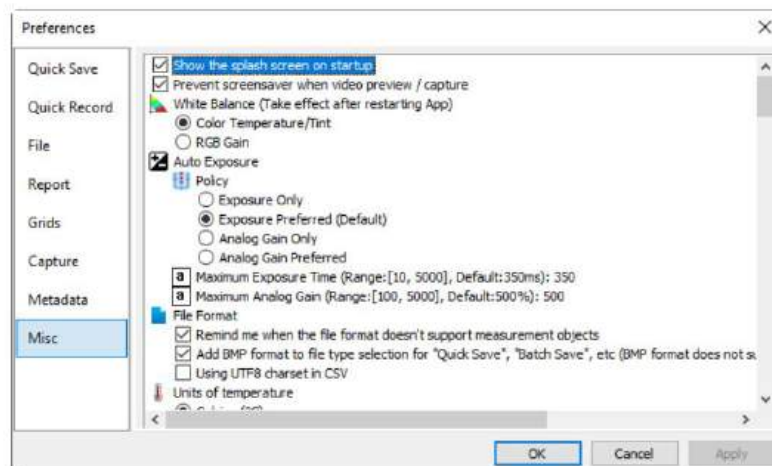 Preferences
Quick Save
Quick Record
File
Report
Grids
Capture
Metadata
Misc
Show the splash screen on startup
Prevent screensaver when video preview / capture
White Balance (Take effect after restarting App)
Color Temperature/Tint
RGB Gain
Auto Exposure
Policy
Exposure Only
Exposure Preferred (Default)
Analog Gain Only
Analog Gain Preferred
a Maximum Exposure Time (Range:[10, 5000], Default:350ms): 350
a Maximum Analog Gain (Range:[100, 5000], Default:500%): 500
File Format
Remind me when the file format doesn't support measurement objects
Add BMP format to file type selection for "Quick Save", "Batch Save", etc (BMP format does not su
Using UTF8 charset in CSV
Units of temperature
OK
Cancel
Apply